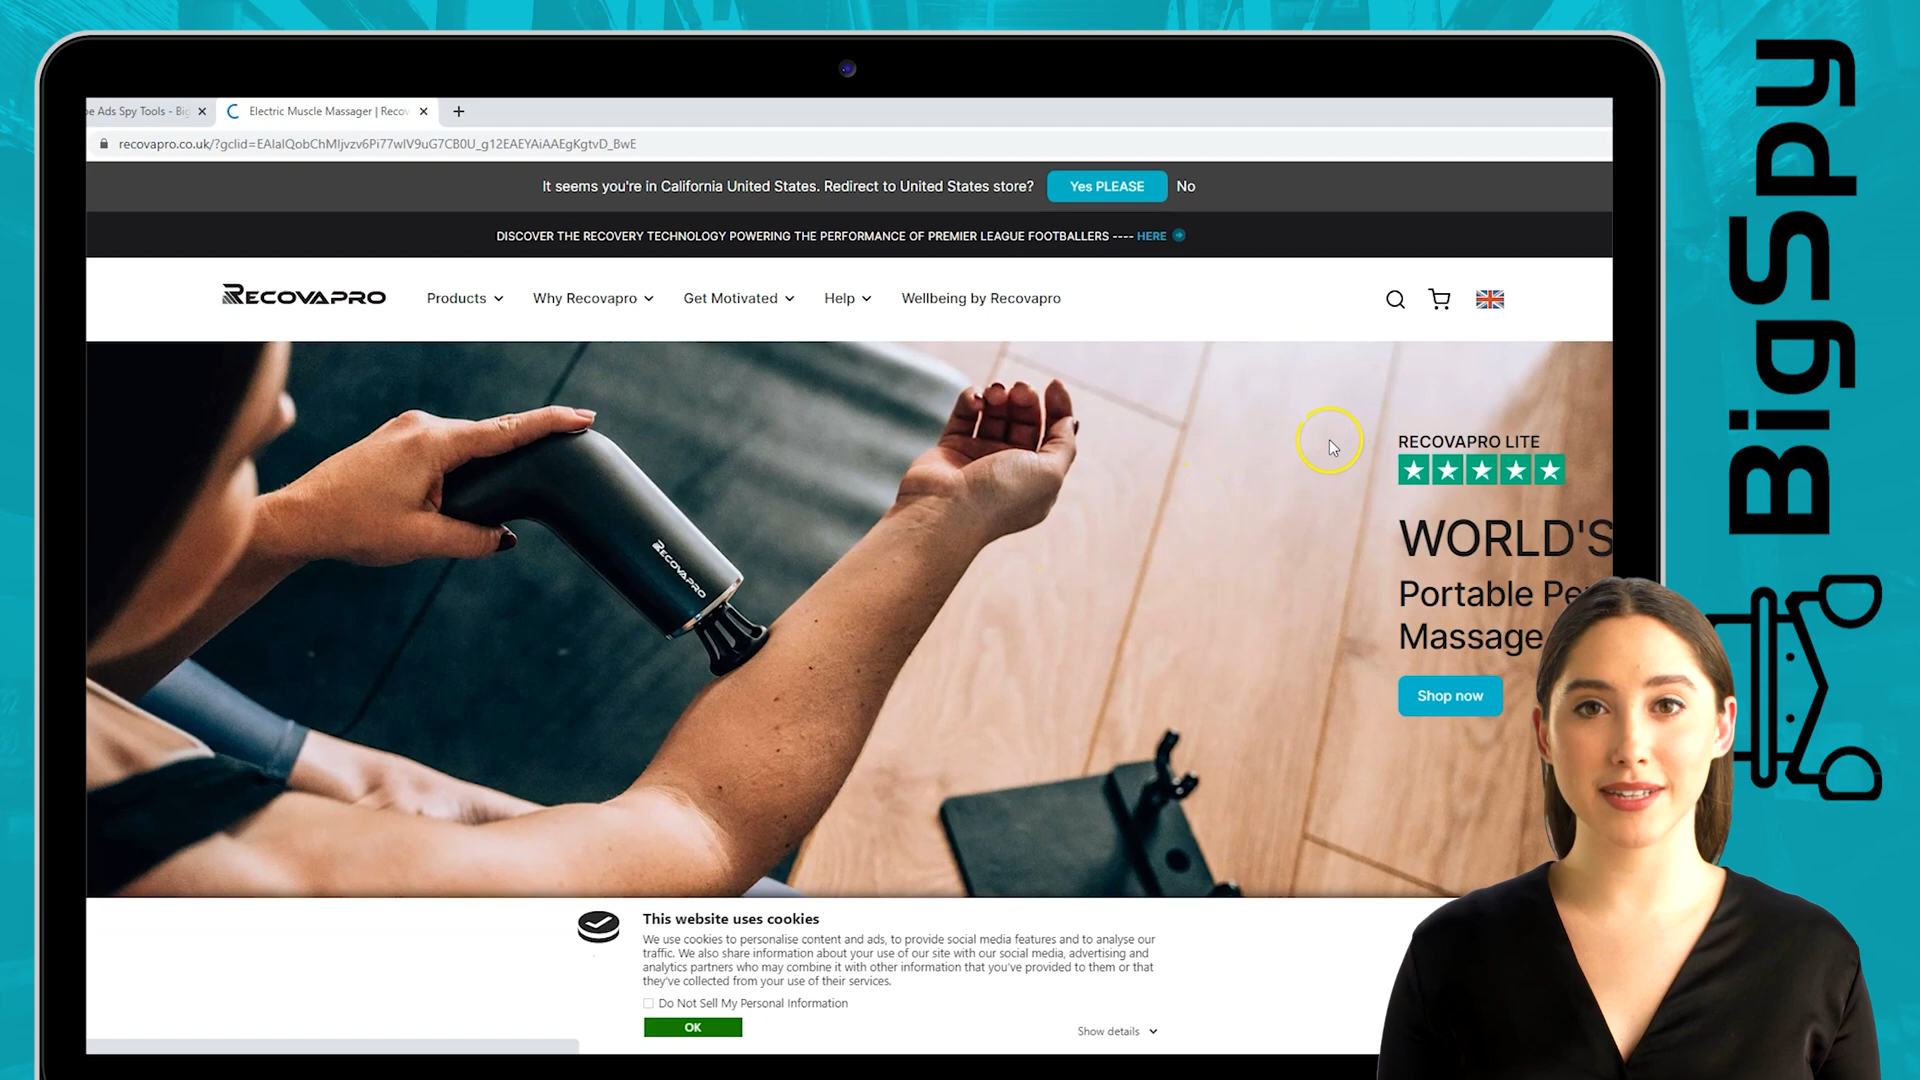 be Ads Spy Tools - Big
Electric Muscle Massager | Recov
recovapro.co.uk/?gclid=EAIaIQobChMIjvzv6Pi77wIV9uG7CB0U_g12EAEYAiAAEgKgtvD_BwE
It seems you're in California United States. Redirect to United States store? Yes PLEASE No
DISCOVER THE RECOVERY TECHNOLOGY POWERING THE PERFORMANCE OF PREMIER LEAGUE FOOTBALLERS ---- HERE
RECOVAPRO Products Why Recovapro Get Motivated Help Wellbeing by Recovapro
RECOVAPRO
RECOVAPRO LITE
WORLD'S
Portable Pe
Massage
Shop now
This website uses cookies
We use cookies to personalise content and ads, to provide social media features and to analyse our
traffic. We also share information about your use of our site with our social media, advertising and
analytics partners who may combine it with other information that you've provided to them or that
they've collected from your use of their services.
Do Not Sell My Personal Information
OK
Show details
BigSpy